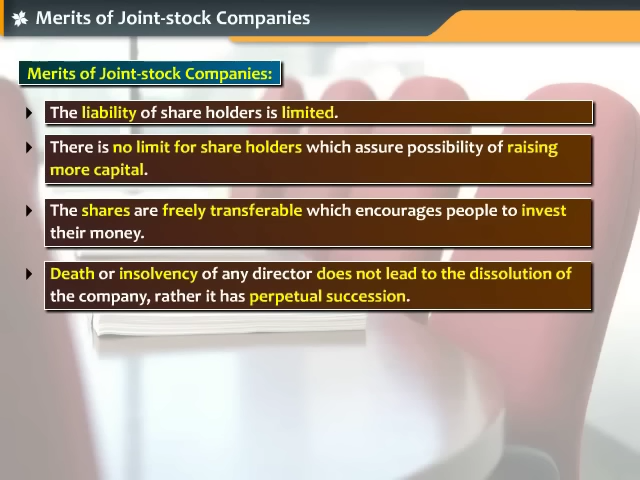 Merits of Joint-stock Companies
Merits of Joint-stock Companies:
The liability of share holders is limited.
There is no limit for share holders which assure possibility of raising
more capital.
The shares are freely transferable which encourages people to invest
their money.
Death or insolvency of any director does not lead to the dissolution of
the company, rather it has perpetual succession.